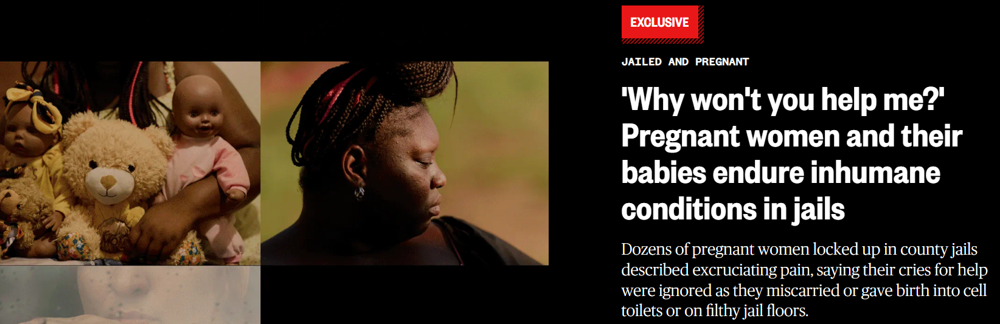 EXCLUSIVE
JAILED AND PREGNANT
'Why won't you help me?'
Pregnant women and their
babies endure inhumane
conditions in jails
Dozens of pregnant women locked up in county jails
described excruciating pain, saying their cries for help
were ignored as they miscarried or gave birth into cell
toilets or on filthy jail floors.